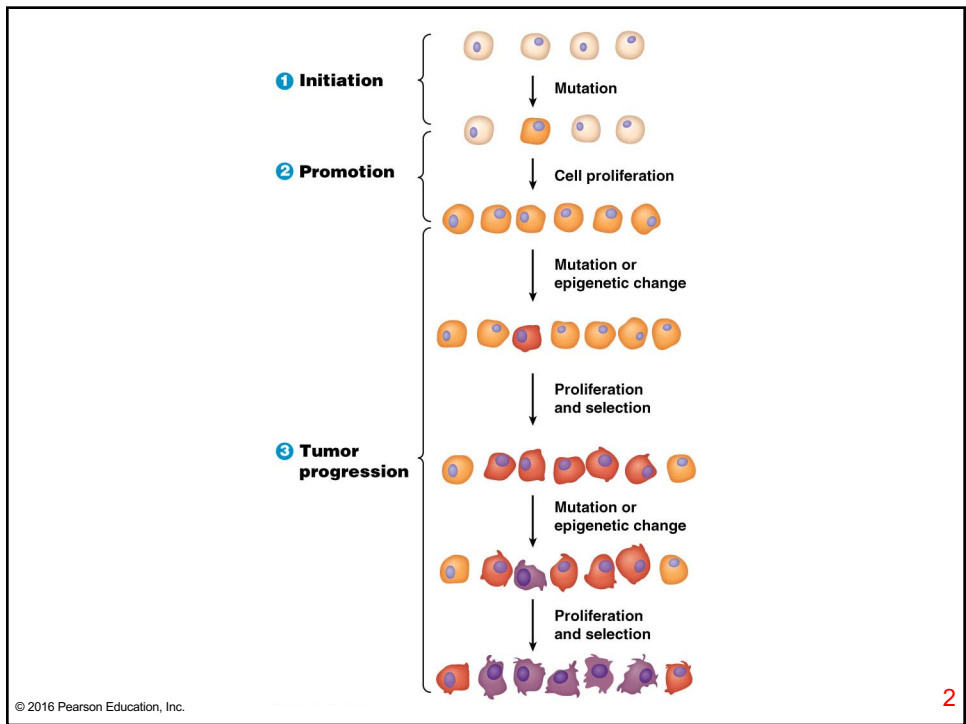 1 Initiation
Mutation
2 Promotion
Cell proliferation
Mutation or
epigenetic change
Proliferation
and selection
3 Tumor
progression
Mutation or
epigenetic change
Proliferation
and selection
© 2016 Pearson Education, Inc.
2